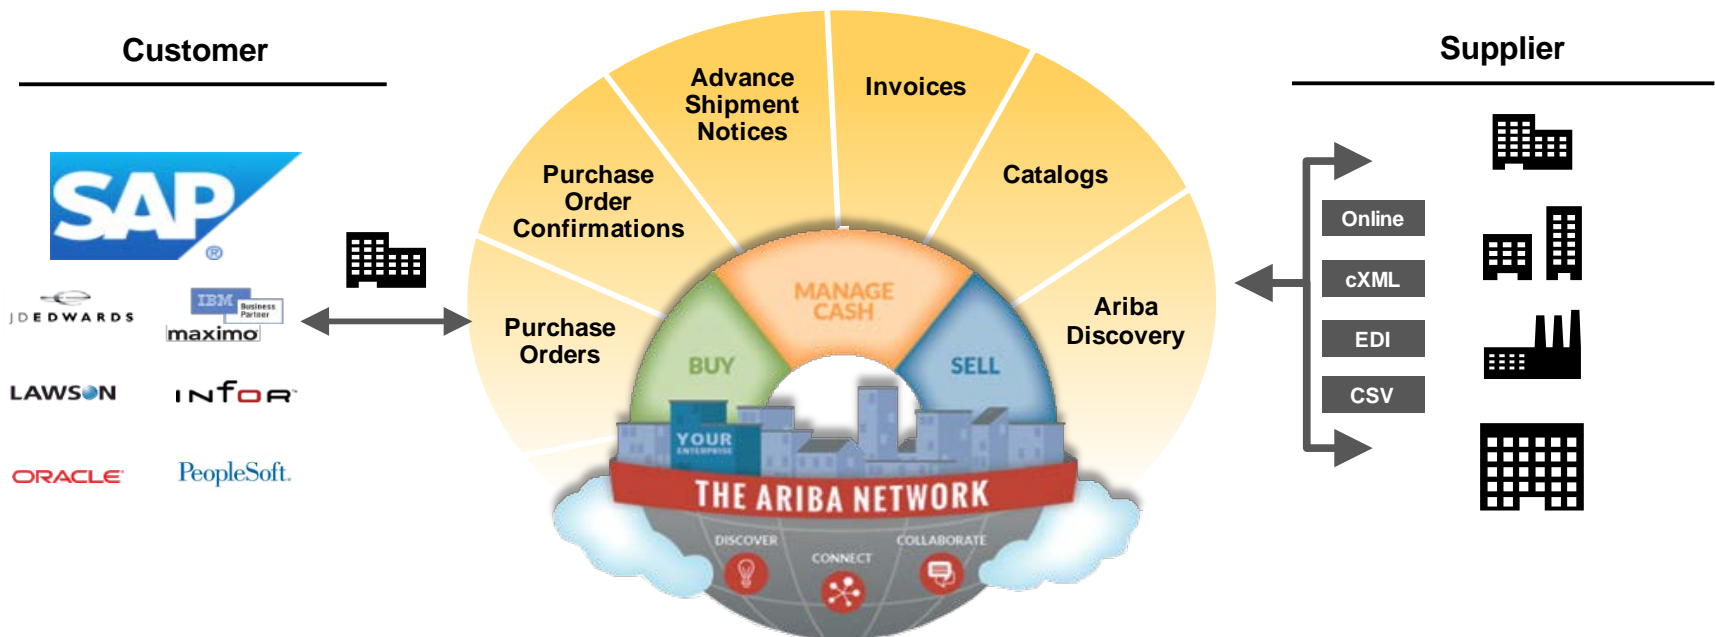 Customer
SAP
®
JDEDWARDS
IBM
Business
Partner
maximo
LAWSON
INFOR™
ORACLE®
PeopleSoft.
Purchase
Orders
Purchase
Order
Confirmations
Advance
Shipment
Notices
Invoices
Catalogs
Ariba
Discovery
BUY
MANAGE
CASH
SELL
YOUR
ENTERPRISE
THE ARIBA NETWORK
DISCOVER
CONNECT
COLLABORATE
Supplier
Online
cXML
EDI
CSV